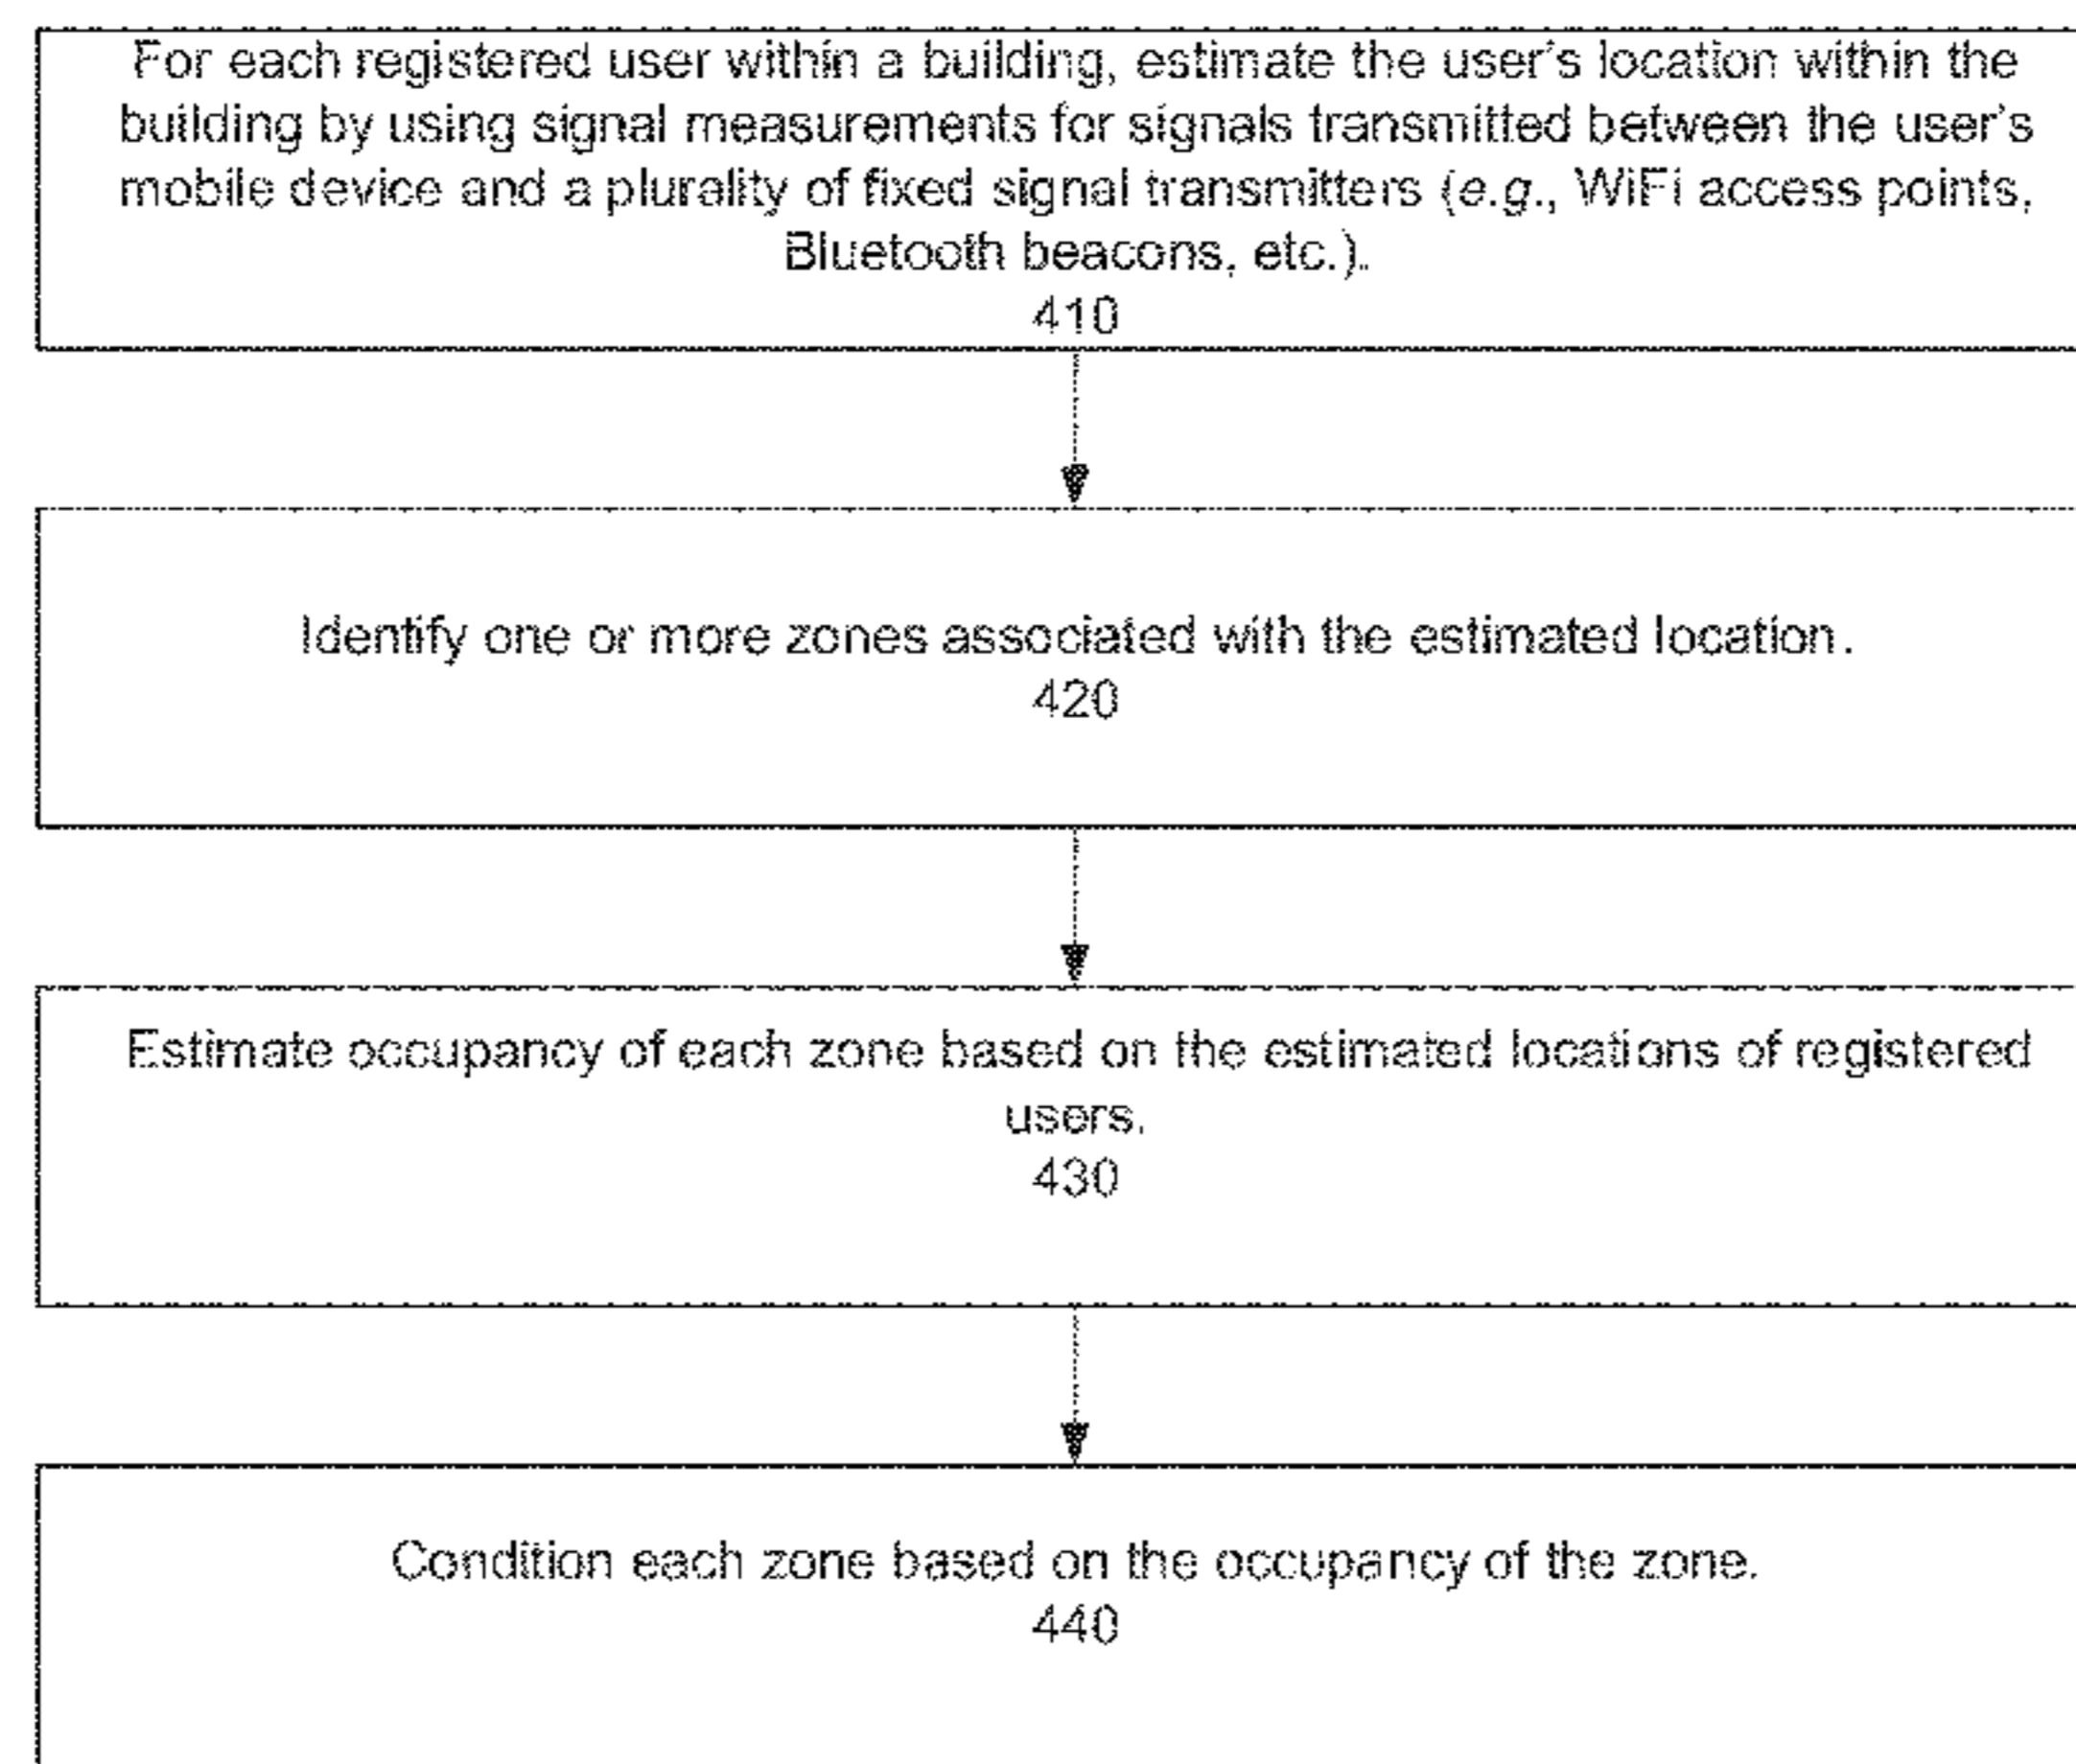 For each registered user within a building, estimate the user's location within the
building by using signal measurements for signals transmitted between the user's
mobile device and a plurality of fixed signal transmitters (e.g., WiFi access points,
Bluetooth beacons, etc.).
410
Identify one or more zones associated with the estimated location.
420
Estimate occupancy of each zone based on the estimated locations of registered
users.
430
Condition each zone based on the occupancy of the zone.
440